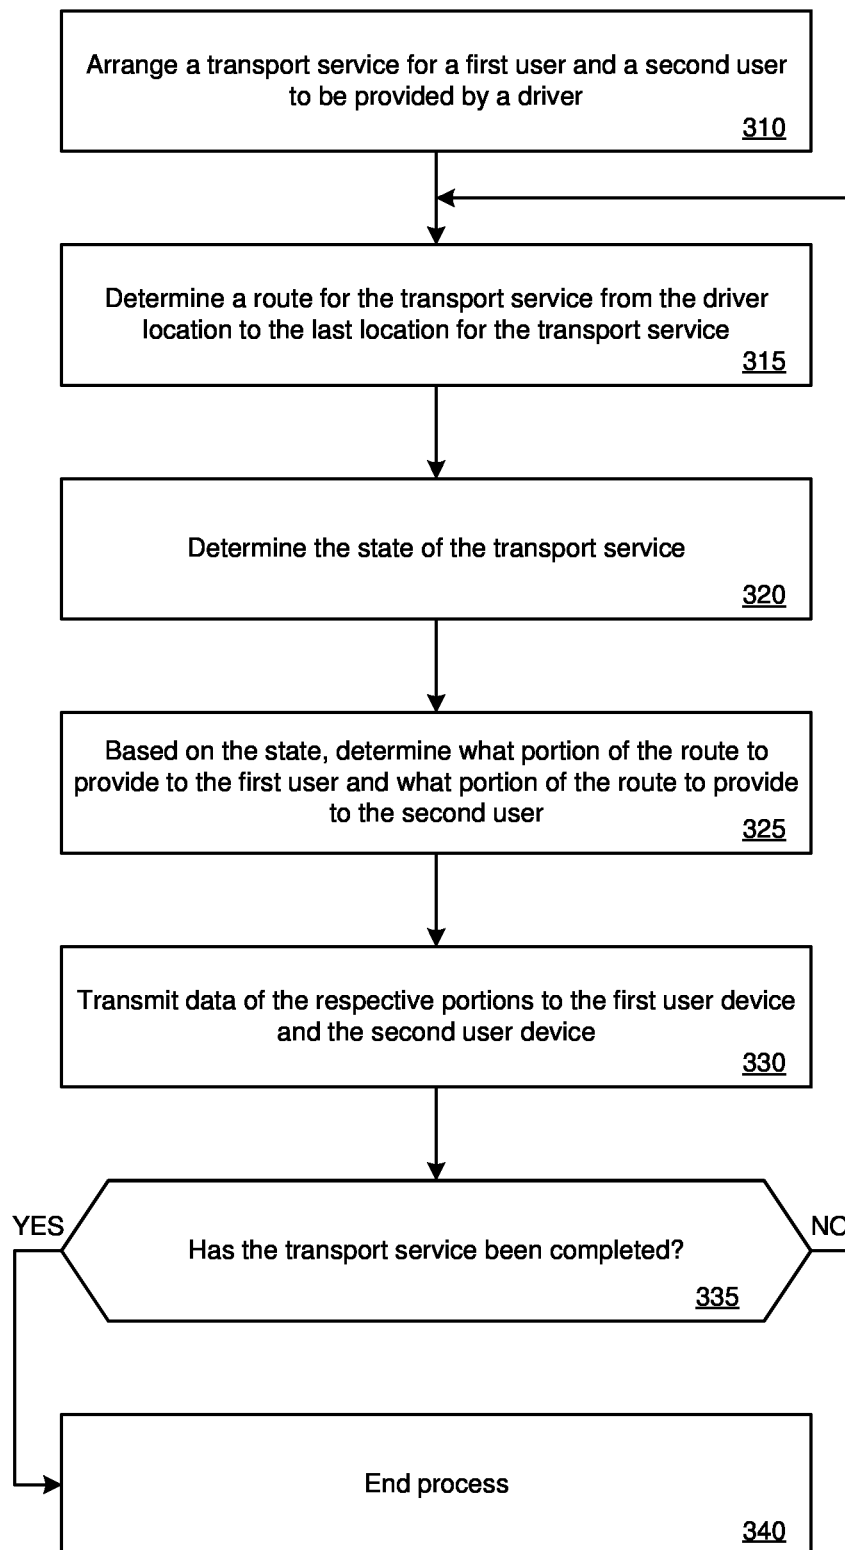 Arrange a transport service for a first user and a second user
to be provided by a driver
310
Determine a route for the transport service from the driver
location to the last location for the transport service
315
Determine the state of the transport service
320
Based on the state, determine what portion of the route to
provide to the first user and what portion of the route to provide
to the second user
325
Transmit data of the respective portions to the first user device
and the second user device
330
YES
NO
Has the transport service been completed?
335
End process
340